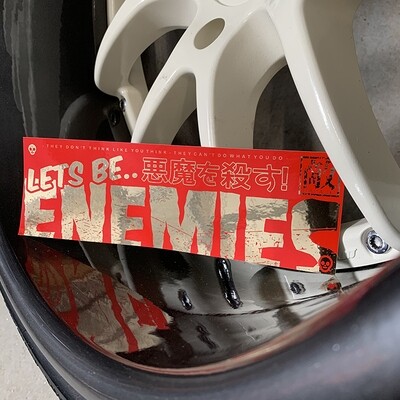 - THEY DON'T THINK LIKE YOU THINK - THEY CAN'T DO WHAT YOU DO -
LETS BE.. 悪魔を殺す!
ENEMIES